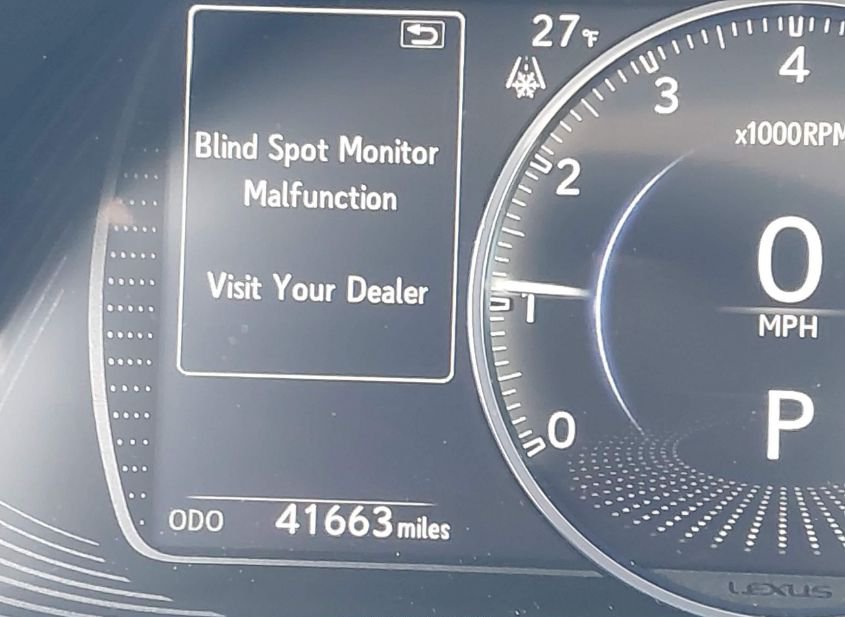 27°F
Blind Spot Monitor
Malfunction
Visit Your Dealer
ODO 41663 miles
4
3
2
1
0
x1000RPM
0
MPH
P
LEXUS